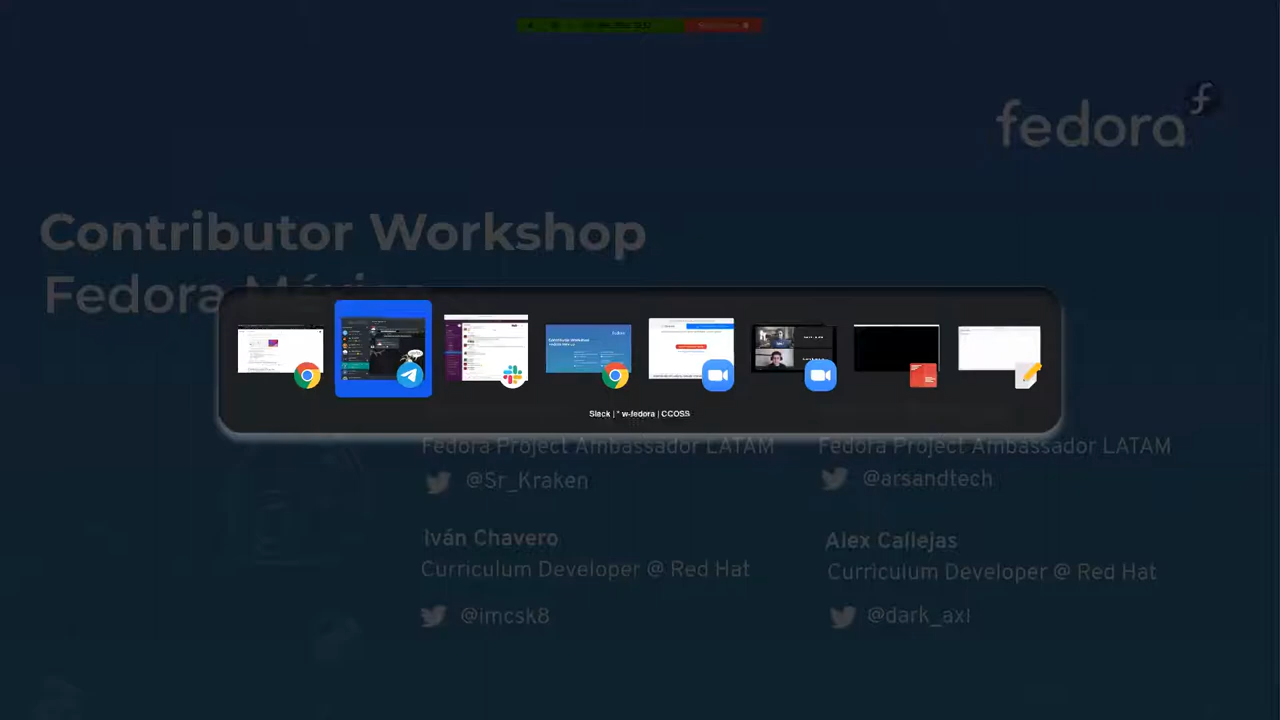 fedora
Contributor Workshop
Fedora México
Slack | * w-fedora | CCOSS
Fedora Project Ambassador LATAM
@Sr_Kraken
Fedora Project Ambassador LATAM
@arsandtech
Iván Chavero
Curriculum Developer @ Red Hat
@imcsk8
Alex Callejas
Curriculum Developer @ Red Hat
@dark_axl